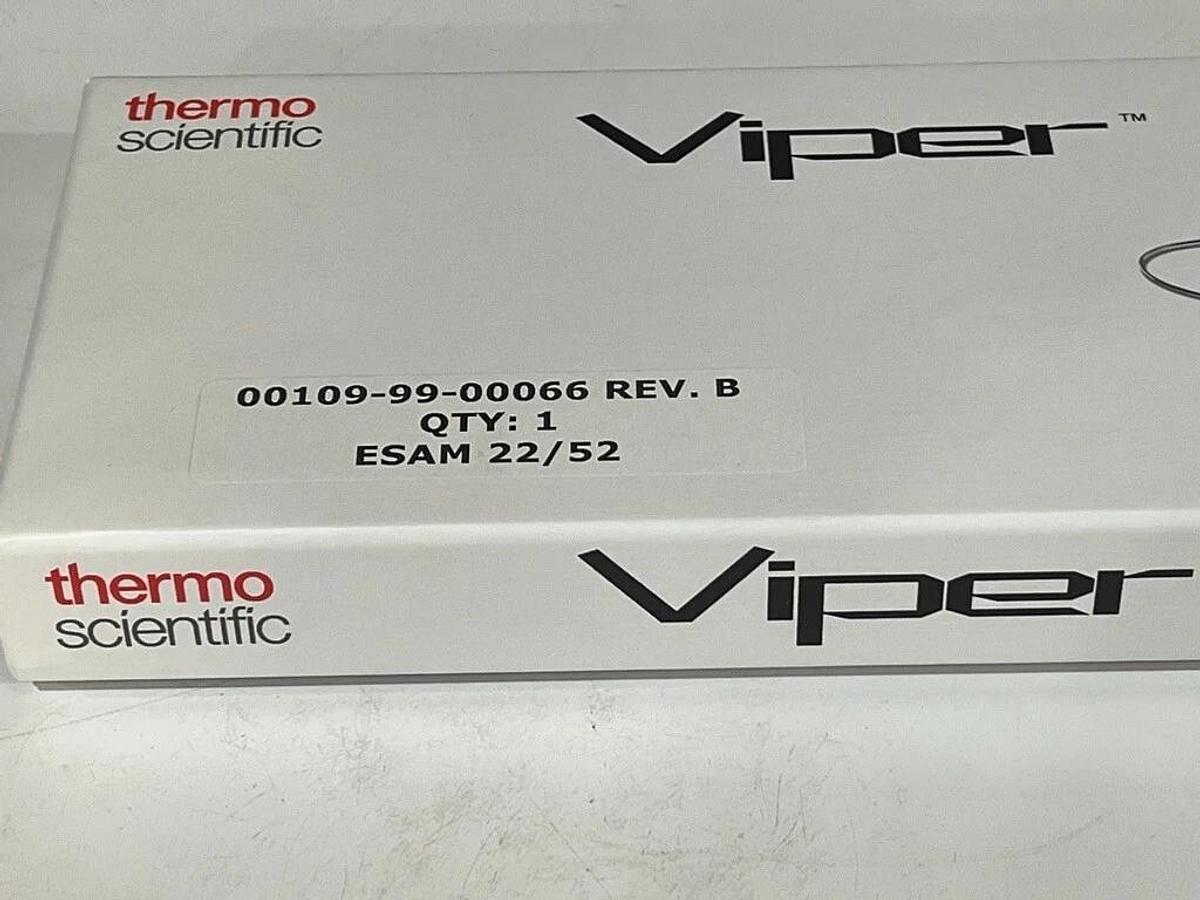 thermo
scientific
Viper™
00109-99-00066 REV. B
QTY: 1
ESAM 22/52
thermo
scientific
Viper